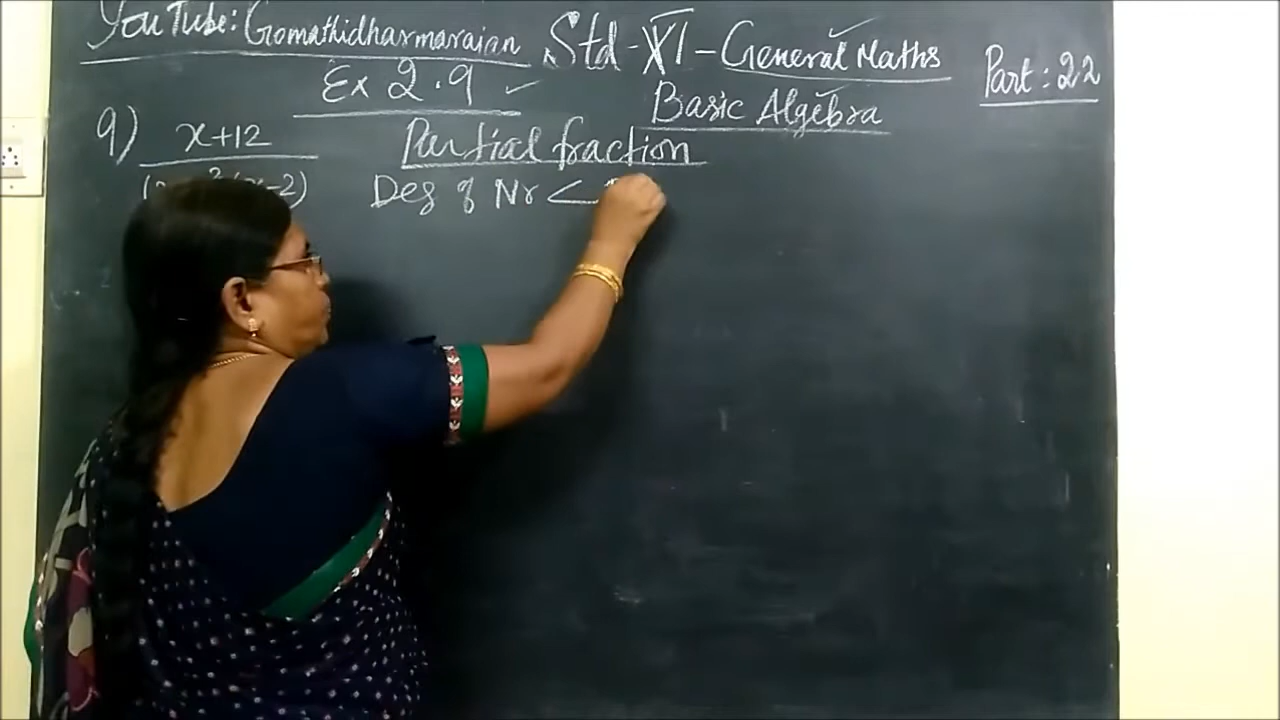 YouTube: Gomathidharmarajan
Std - XI - General Maths
Part: 22
Ex 2.9
Basic Algebra
9) x+12
Partial fraction
-2)
Deg of Nr <